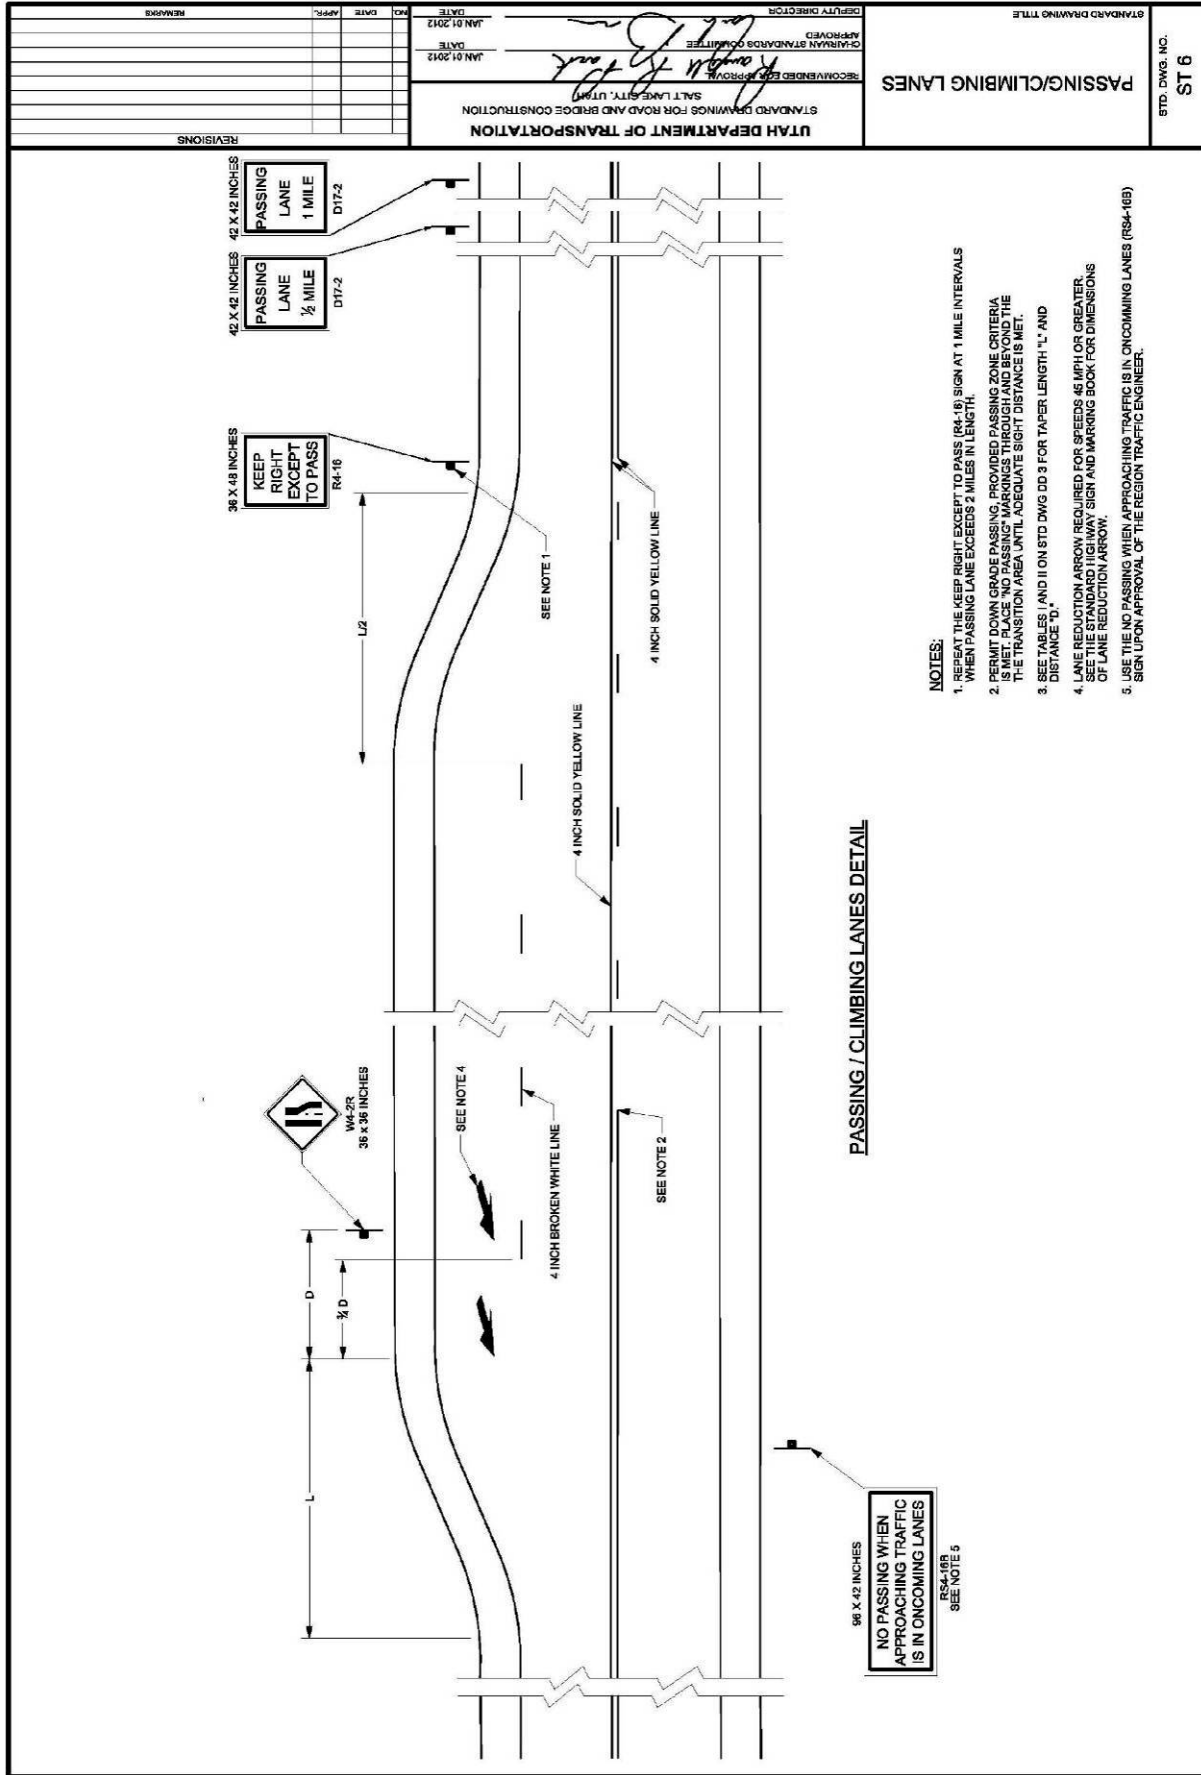 42 X 42 INCHES
PASSING
LANE
1 MILE
D17-2
42 X 42 INCHES
PASSING
LANE
½ MILE
D17-2
36 X 48 INCHES
KEEP
RIGHT
EXCEPT
TO PASS
R4-16
SEE NOTE 1
L/2
4 INCH SOLID YELLOW LINE
4 INCH SOLID YELLOW LINE
W4-2R
36 X 36 INCHES
SEE NOTE 4
4 INCH BROKEN WHITE LINE
SEE NOTE 2
D
¾ D
L
96 X 42 INCHES
NO PASSING WHEN
APPROACHING TRAFFIC
IS IN ONCOMING LANES
RS4-16B
SEE NOTE 5
PASSING / CLIMBING LANES DETAIL
NOTES:
1. REPEAT THE KEEP RIGHT EXCEPT TO PASS (R4-16) SIGN AT 1 MILE INTERVALS
WHEN PASSING LANE EXCEEDS 2 MILES IN LENGTH.
2. PERMIT DOWN GRADE PASSING, PROVIDED PASSING ZONE CRITERIA
IS MET. PLACE "NO PASSING" MARKINGS THROUGH AND BEYOND THE
THE TRANSITION AREA UNTIL ADEQUATE SIGHT DISTANCE IS MET.
3. SEE TABLES I AND II ON STD DWG DD 3 FOR TAPER LENGTH "L" AND
DISTANCE "D."
4. LANE REDUCTION ARROW REQUIRED FOR SPEEDS 45 MPH OR GREATER.
SEE THE STANDARD HIGHWAY SIGN AND MARKING BOOK FOR DIMENSIONS
OF LANE REDUCTION ARROW.
5. USE THE NO PASSING WHEN APPROACHING TRAFFIC IS IN ONCOMMING LANES (RS4-16B)
SIGN UPON APPROVAL OF THE REGION TRAFFIC ENGINEER.
REVISIONS
NO. DATE APPR. REMARKS
UTAH DEPARTMENT OF TRANSPORTATION
STANDARD DRAWINGS FOR ROAD AND BRIDGE CONSTRUCTION
SALT LAKE CITY, UTAH
RECOMMENDED FOR APPROVAL
JAN.01,2012
CHAIRMAN STANDARDS COMMITTEE
DATE
APPROVED
JAN.01,2012
DEPUTY DIRECTOR
DATE
PASSING/CLIMBING LANES
STANDARD DRAWING TITLE
STD. DWG. NO.
ST 6